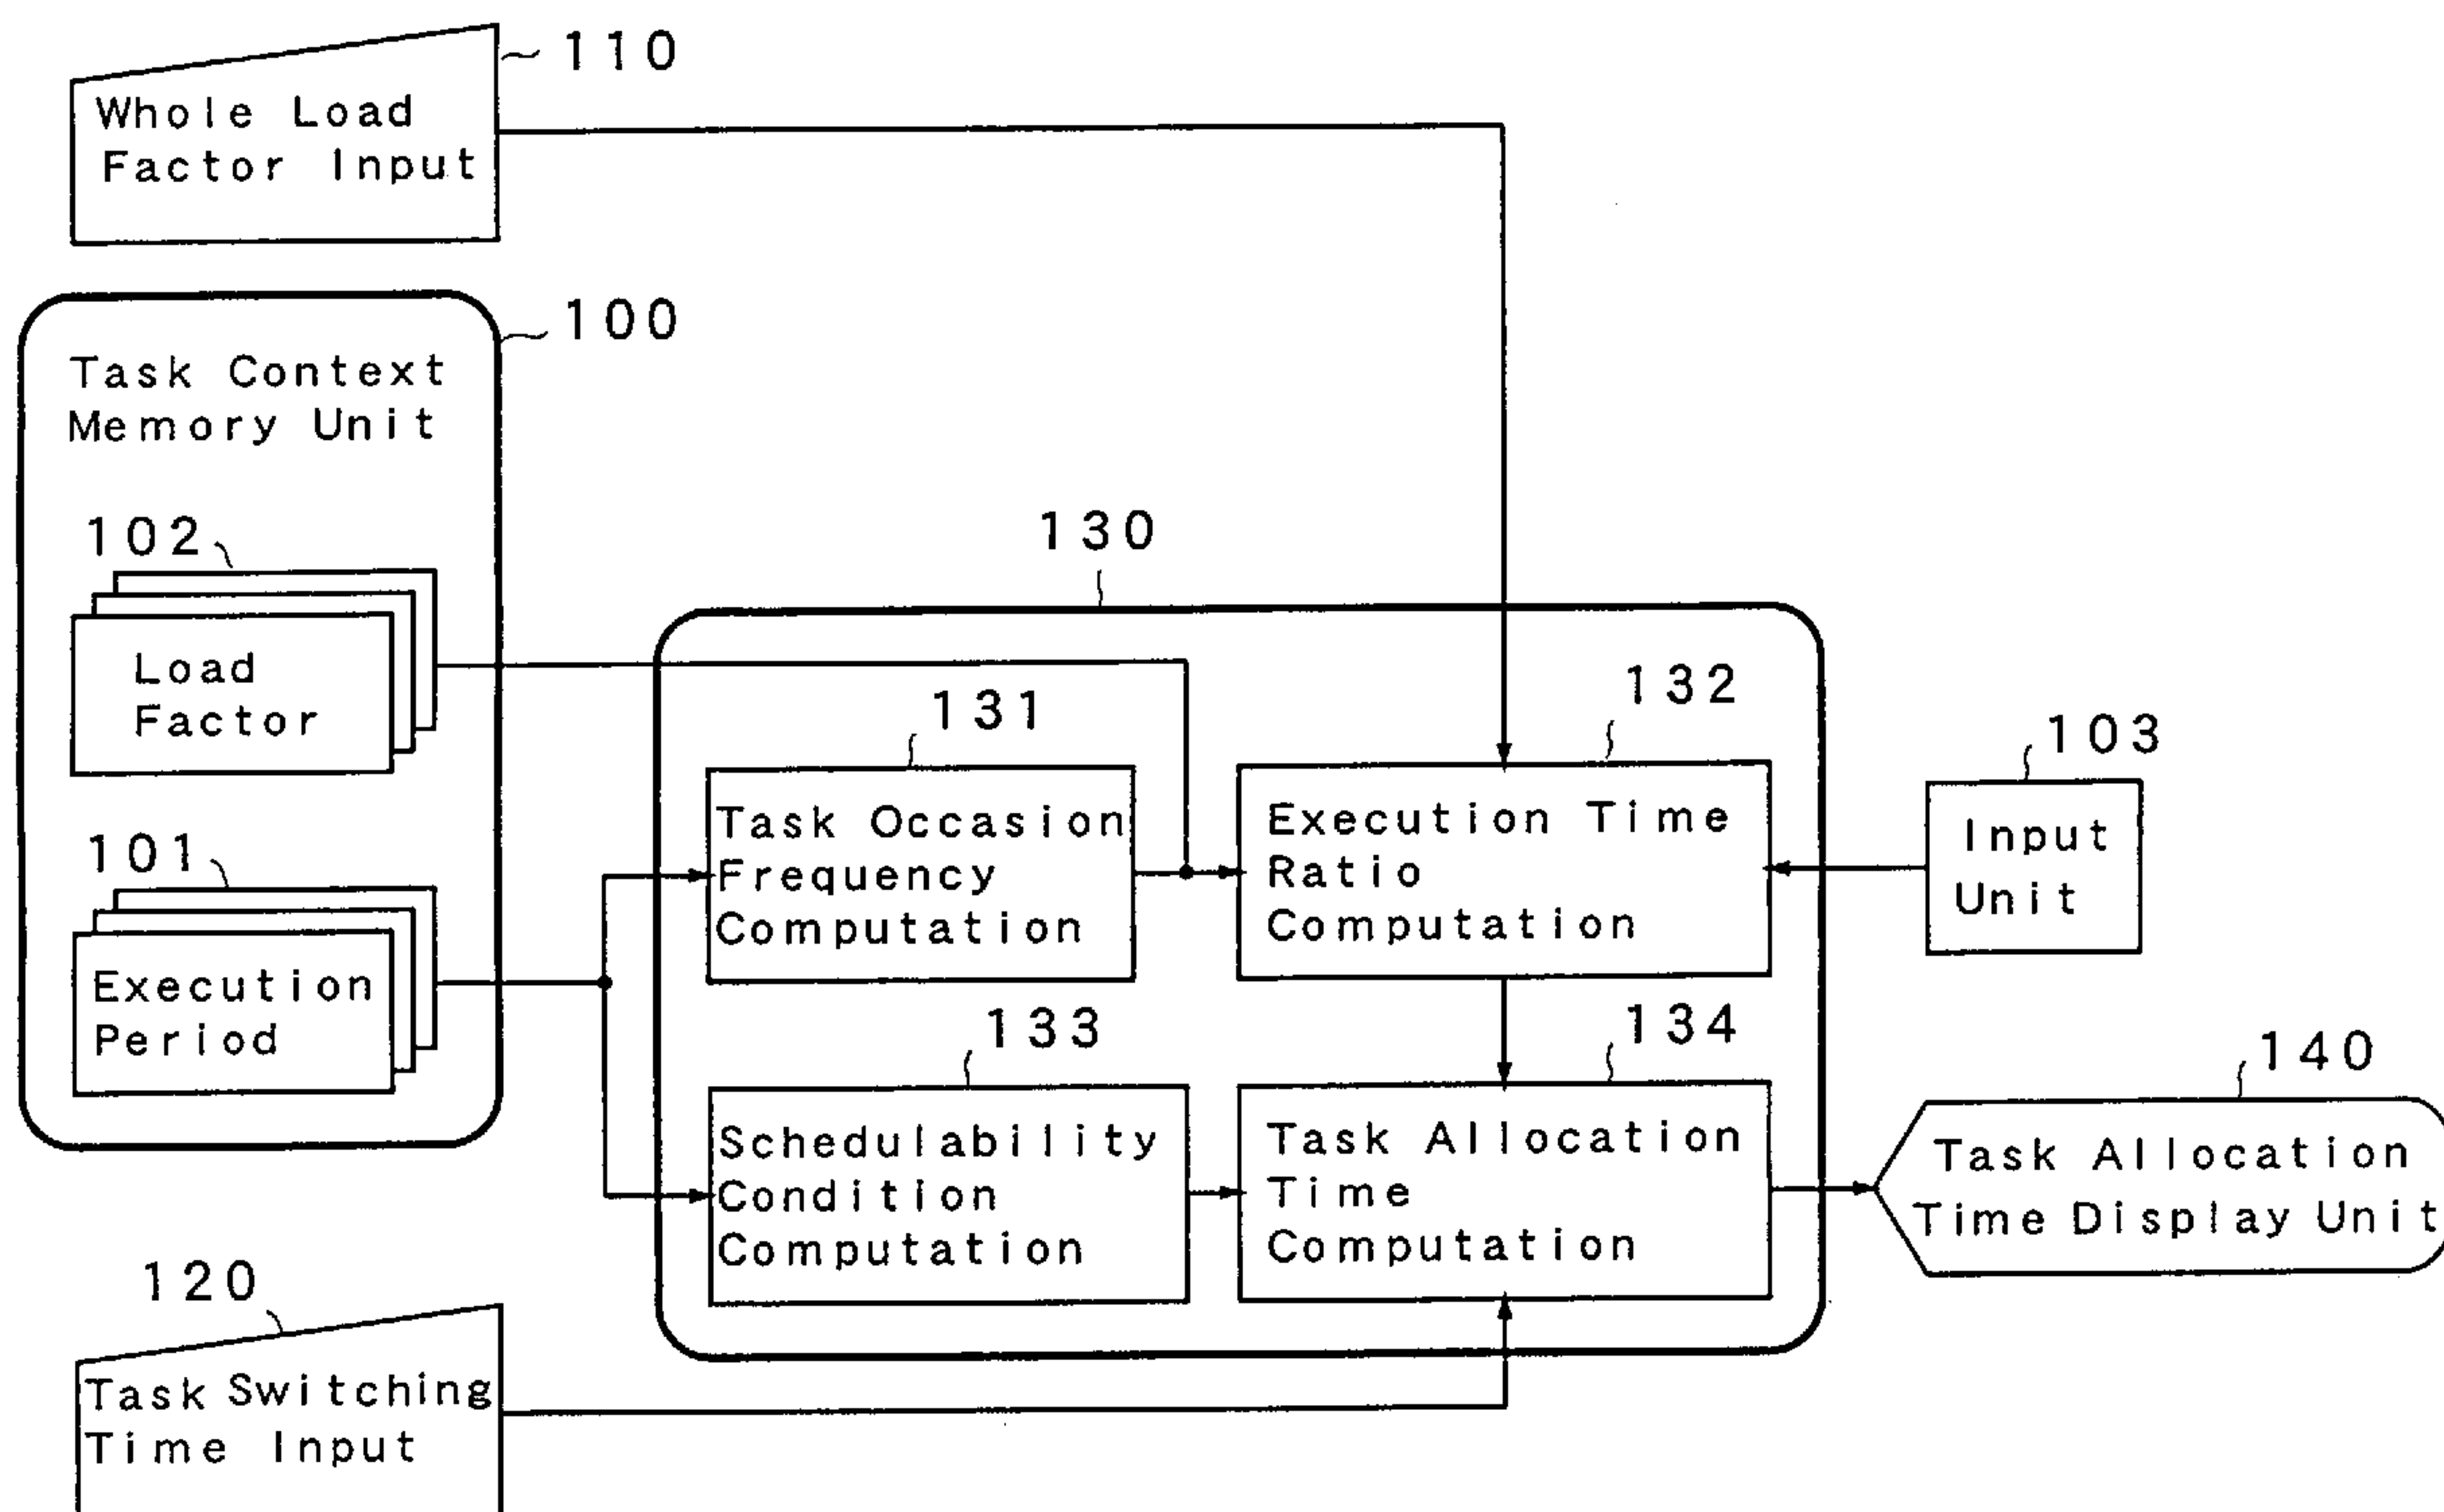 110
Whole Load
Factor Input
100
Task Context
Memory Unit
102
Load
Factor
101
Execution
Period
130
131
Task Occasion
Frequency
Computation
132
Execution Time
Ratio
Computation
103
Input
Unit
133
Schedulability
Condition
Computation
134
Task Allocation
Time
Computation
140
Task Allocation
Time Display Unit
120
Task Switching
Time Input